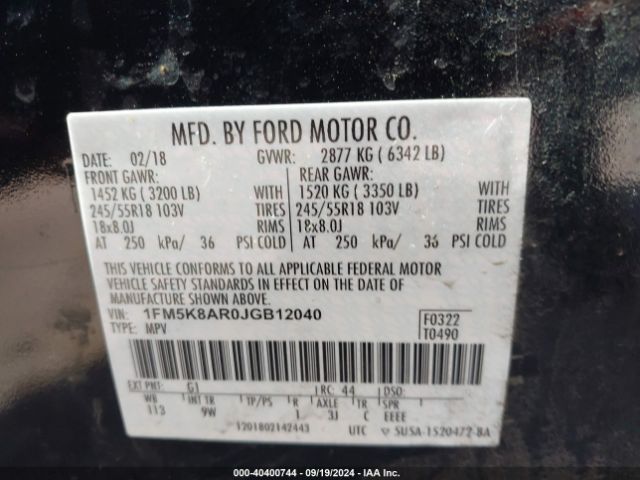 MFD. BY FORD MOTOR CO.
DATE: 02/18 GVWR: 2877 KG ( 6342 LB)
FRONT GAWR: REAR GAWR:
1452 KG ( 3200 LB) WITH 1520 KG ( 3350 LB) WITH
245/55R18 103V TIRES 245/55R18 103V TIRES
18x8.0J RIMS 18x8.0J RIMS
AT 250 kPa/ 36 PSI COLD AT 250 kPa/ 36 PSI COLD
THIS VEHICLE CONFORMS TO ALL APPLICABLE FEDERAL MOTOR
VEHICLE SAFETY STANDARDS IN EFFECT ON THE DATE OF
MANUFACTURE SHOWN ABOVE.
VIN: 1FM5K8AR0JGB12040 F0322
TYPE: MPV T0490
EXT PNT: G1 RC: 44 DSO:
WB INT TR TP/PS R AXLE TR SPR
113 9W 1 3J C EEEE
1201802142443 UTC SUSA-1520472-BA
000-40400744 - 09/19/2024 - IAA Inc.